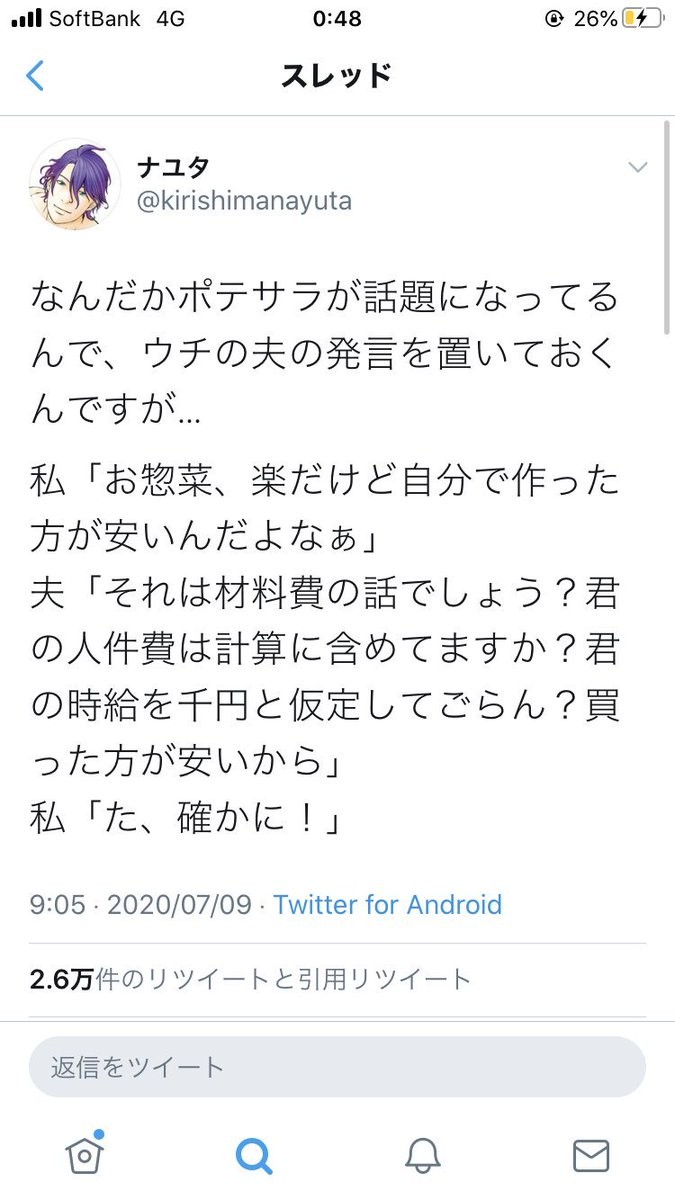 SoftBank 4G 0:48 26%
スレッド
ナユタ
@kirishimanayuta
なんだかポテサラが話題になってる
んで、ウチの夫の発言を置いておく
んですが…
私「お惣菜、楽だけど自分で作った
方が安いんだよなぁ」
夫「それは材料費の話でしょう？君
の人件費は計算に含めてますか？君
の時給を千円と仮定してごらん？買
った方が安いから」
私「た、確かに！」
9:05 · 2020/07/09 · Twitter for Android
2.6万件のリツイートと引用リツイート
返信をツイート